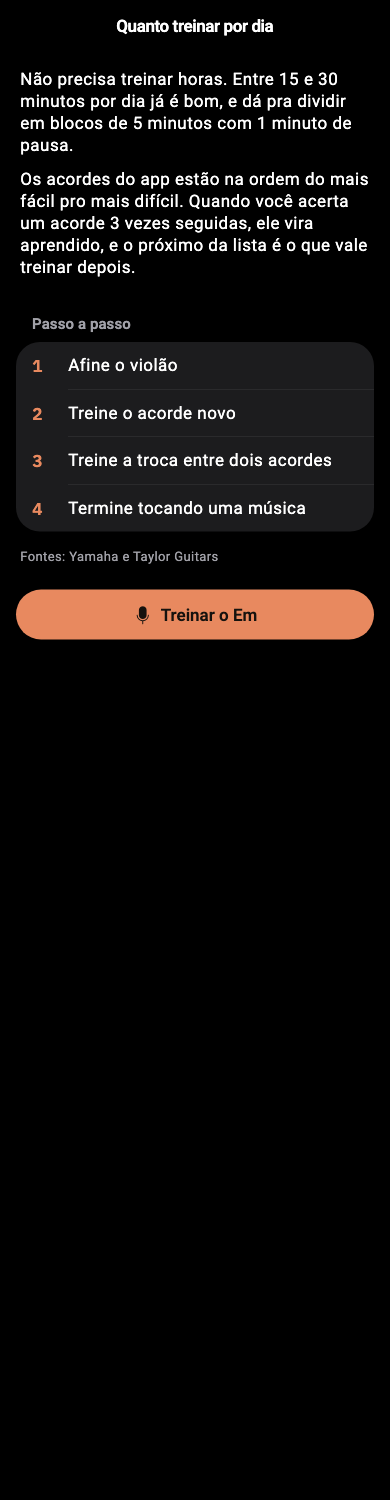 Quanto treinar por dia
Não precisa treinar horas. Entre 15 e 30
minutos por dia já é bom, e dá pra dividir
em blocos de 5 minutos com 1 minuto de
pausa.
Os acordes do app estão na ordem do mais
fácil pro mais difícil. Quando você acerta
um acorde 3 vezes seguidas, ele vira
aprendido, e o próximo da lista é o que vale
treinar depois.
Passo a passo
1 Afine o violão
2 Treine o acorde novo
3 Treine a troca entre dois acordes
4 Termine tocando uma música
Fontes: Yamaha e Taylor Guitars
Treinar o Em